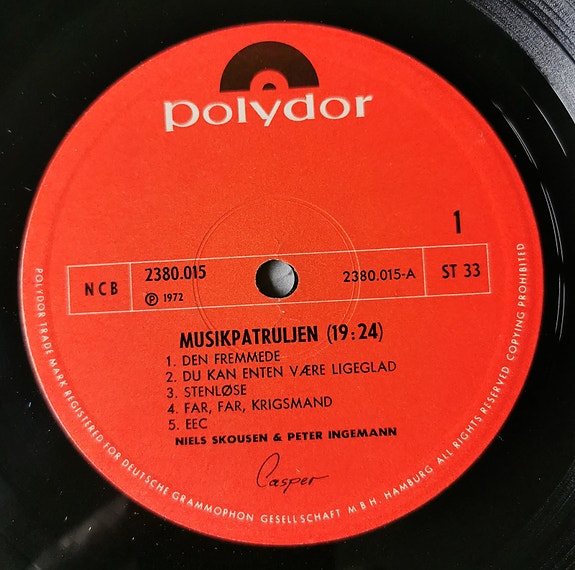 polydor
1
NCB
2380.015
℗ 1972
2380.015-A
ST 33
MUSIKPATRULJEN (19:24)
1. DEN FREMMEDE
2. DU KAN ENTEN VÆRE LIGEGLAD
3. STENLØSE
4. FAR, FAR, KRIGSMAND
5. EEC
NIELS SKOUSEN & PETER INGEMANN
Casper
POLYDOR TRADE MARK REGISTERED FOR DEUTSCHE GRAMMOPHON GESELLSCHAFT M.B.H. HAMBURG ALL RIGHTS RESERVED COPYING PROHIBITED